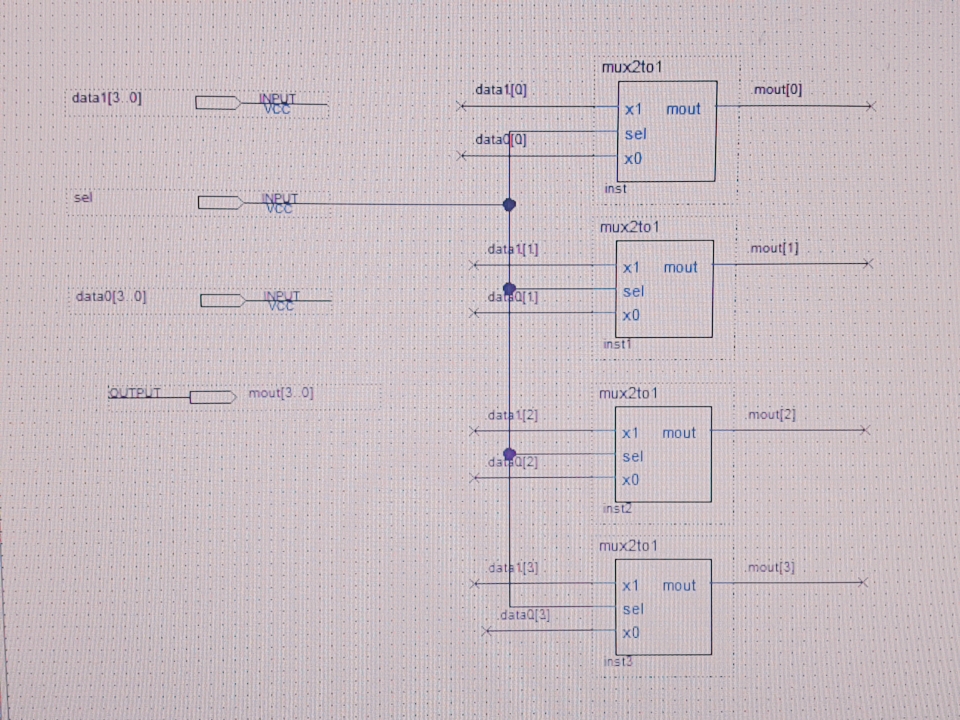 data1[3..0]
INPUT
VCC
sel
INPUT
VCC
data0[3..0]
INPUT
VCC
OUTPUT
mout[3..0]
mux2to1
data1[0]
x1
mout
mout[0]
sel
data0[0]
x0
inst
mux2to1
data1[1]
x1
mout
mout[1]
sel
data0[1]
x0
inst1
mux2to1
data1[2]
x1
mout
mout[2]
sel
data0[2]
x0
inst2
mux2to1
data1[3]
x1
mout
mout[3]
sel
data0[3]
x0
inst3